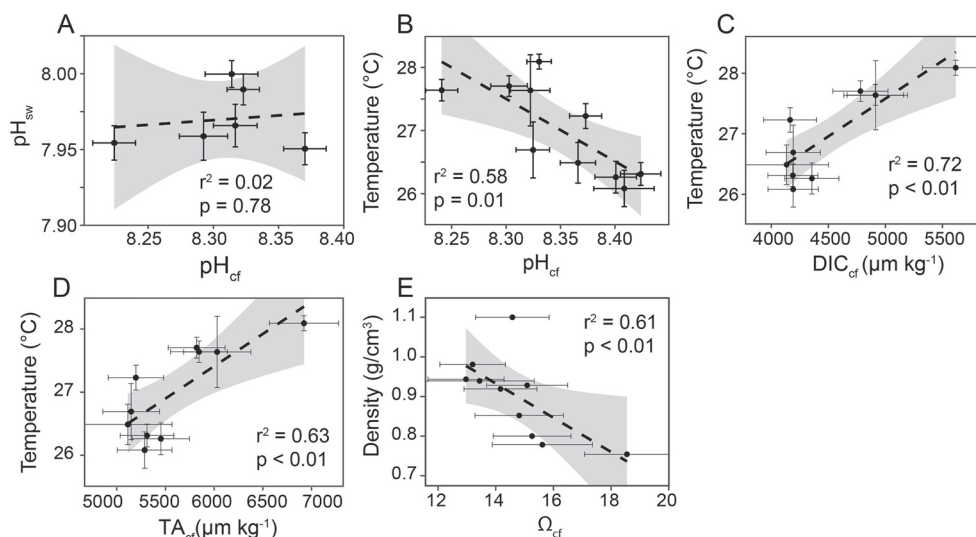 A
pHsw
8.00
7.95
7.90
r² = 0.02
p = 0.78
8.25
8.30
8.35
8.40
pHcf
B
Temperature (°C)
28
27
26
r² = 0.58
p = 0.01
8.25
8.30
8.35
8.40
pHcf
C
Temperature (°C)
28
27
26
r² = 0.72
p < 0.01
4000
4500
5000
5500
DICcf (µm kg⁻¹)
D
Temperature (°C)
28
27
26
r² = 0.63
p < 0.01
5000
5500
6000
6500
7000
TAcf(µm kg⁻¹)
E
Density (g/cm³)
1.1
1.0
0.9
0.8
0.7
r² = 0.61
p < 0.01
12
14
16
18
20
Ωcf